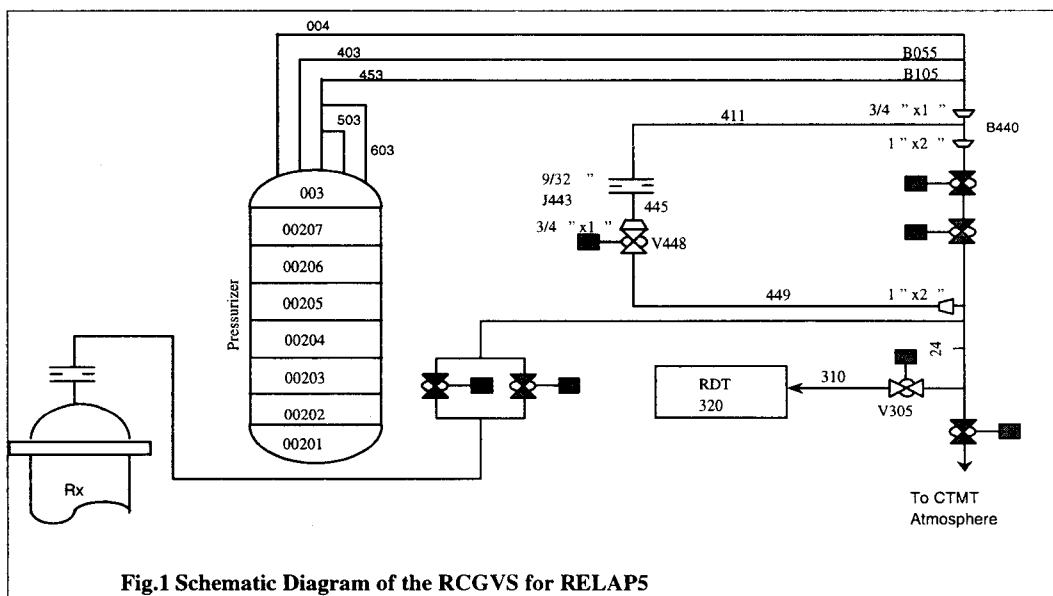 004
403
B055
453
B105
503
603
3/4 " x1 "
411
B440
1 " x2 "
003
9/32 "
J443
445
3/4 " x1 "
V448
00207
00206
00205
00204
00203
00202
00201
Pressurizer
449
1 " x2 "
24
RDT
320
310
V305
Rx
To CTMT
Atmosphere
Fig.1 Schematic Diagram of the RCGVS for RELAP5